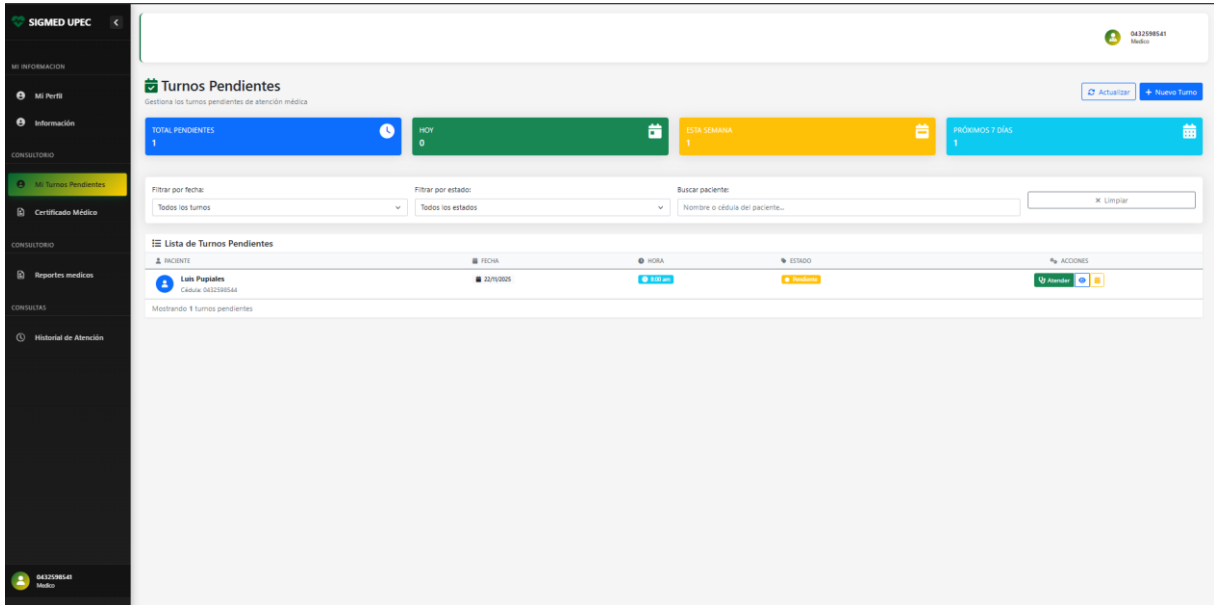 SIGMED UPEC
MI INFORMACION
Mi Perfil
Información
CONSULTORIO
Mi Turnos Pendientes
Certificado Médico
CONSULTORIO
Reportes medicos
CONSULTAS
Historial de Atención
0432598541
Medico
0432598541
Medico
Turnos Pendientes
Gestiona los turnos pendientes de atención médica
Actualizar
+ Nuevo Turno
TOTAL PENDIENTES
1
HOY
0
ESTA SEMANA
1
PRÓXIMOS 7 DÍAS
1
Filtrar por fecha:
Todos los turnos
Filtrar por estado:
Todos los estados
Buscar paciente:
Nombre o cédula del paciente...
× Limpiar
Lista de Turnos Pendientes
PACIENTE FECHA HORA ESTADO ACCIONES
Luis Pupiales
Cédula: 0432598544
22/11/2025
8:00 am
Pendiente
Atender
Mostrando 1 turnos pendientes